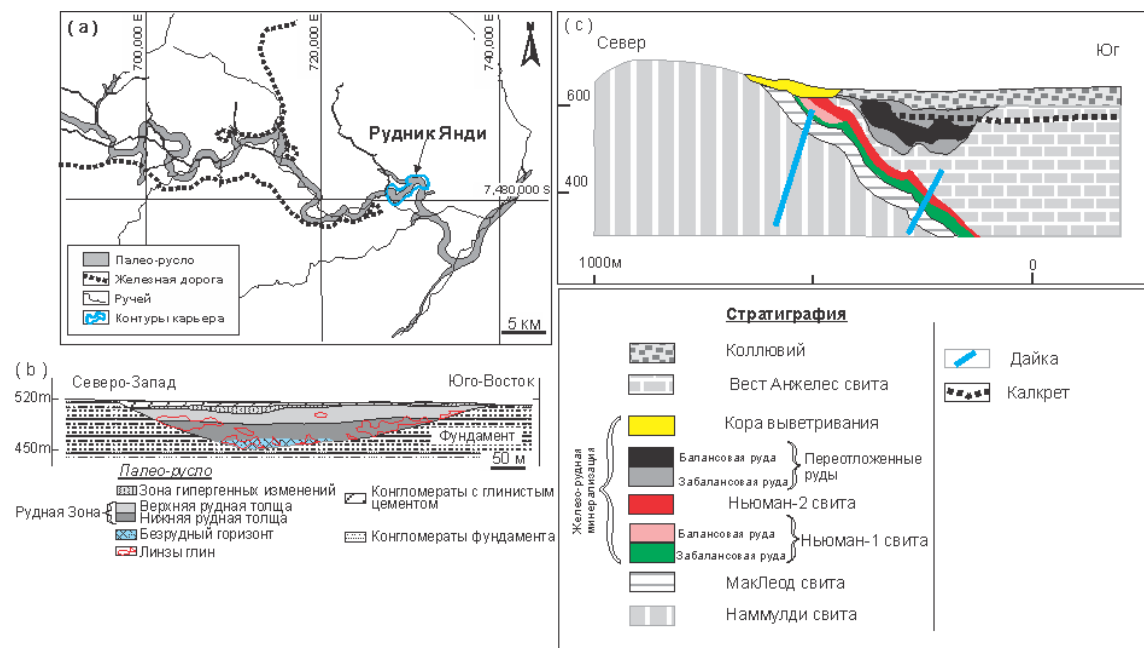 (a)
700,000 E
720,000 E
740,000 E
N
Рудник Янди
7,480,000 S
Палео-русло
Железная дорога
Ручей
Контуры карьера
5 км
(b)
Северо-Запад
Юго-Восток
520m
450m
Фундамент
50 м
Палео-русло
Зона гипергенных изменений
Рудная Зона
Верхняя рудная толща
Нижняя рудная толща
Безрудный горизонт
Линзы глин
Конгломераты с глинистым
цементом
Конгломераты фундамента
(c)
Север
Юг
600
400
1000м
0
Стратиграфия
Коллювий
Вест Анжелес свита
Железо-рудная
минерализация
Кора выветривания
Балансовая руда
Забалансовая руда
Переотложенные
руды
Ньюман-2 свита
Балансовая руда
Забалансовая руда
Ньюман-1 свита
МакЛеод свита
Наммулди свита
Дайка
Калкрет